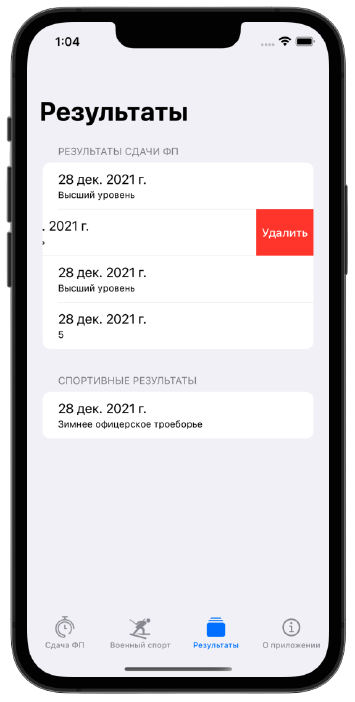 1:04
Результаты
РЕЗУЛЬТАТЫ СДАЧИ ФП
28 дек. 2021 г.
Высший уровень
. 2021 г.
Удалить
28 дек. 2021 г.
Высший уровень
28 дек. 2021 г.
5
СПОРТИВНЫЕ РЕЗУЛЬТАТЫ
28 дек. 2021 г.
Зимнее офицерское троеборье
Сдача ФП
Военный спорт
Результаты
О приложении